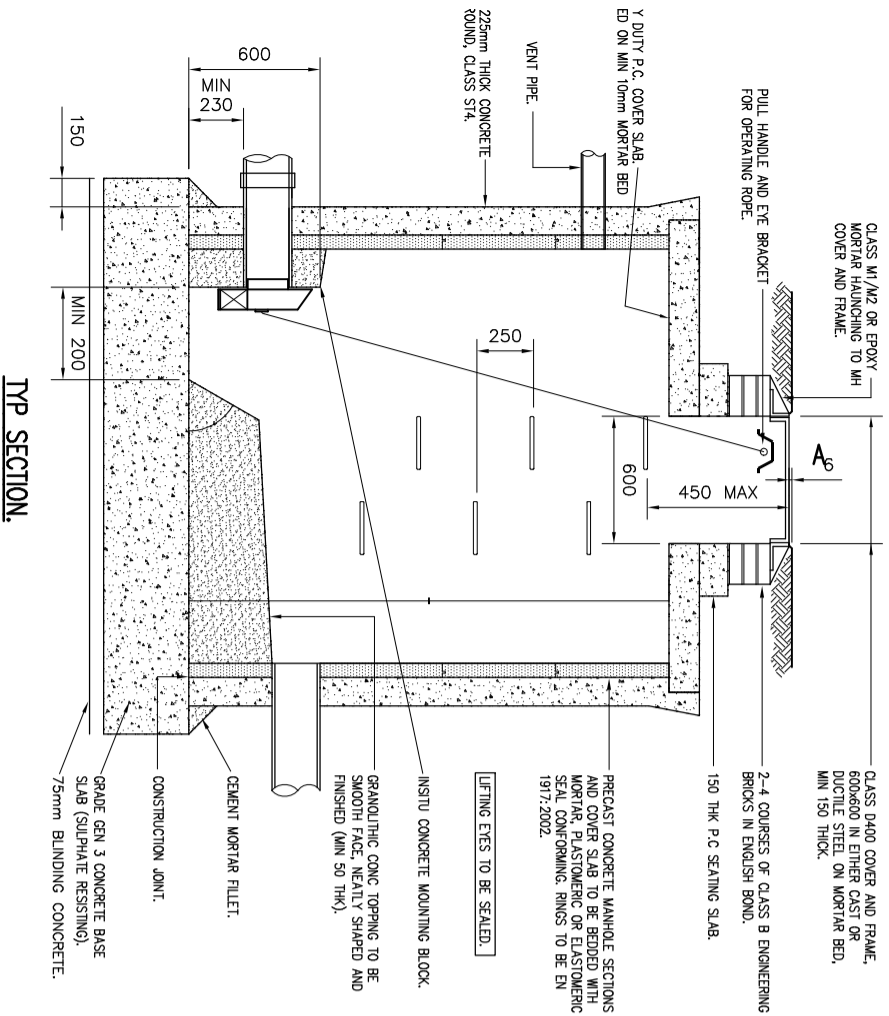 CLASS M1/M2 OR EPOXY
MORTAR HAUNCHING TO MH
COVER AND FRAME.
PULL HANDLE AND EYE BRACKET
FOR OPERATING ROPE.
Y DUTY P.C. COVER SLAB.
ED ON MIN 10mm MORTAR BED
VENT PIPE.
225mm THICK CONCRETE
ROUND, CLASS ST4.
600
MIN
230
150
MIN 200
250
600
450 MAX
A6
CLASS D400 COVER AND FRAME,
600x600 IN EITHER CAST OR
DUCTILE STEEL ON MORTAR BED,
MIN 150 THICK.
2-4 COURSES OF CLASS B ENGINEERING
BRICKS IN ENGLISH BOND.
150 THK P.C SEATING SLAB.
PRECAST CONCRETE MANHOLE SECTIONS
AND COVER SLAB TO BE BEDDED WITH
MORTAR, PLASTOMERIC OR ELASTOMERIC
SEAL CONFORMING. RINGS TO BE EN
1917:2002.
LIFTING EYES TO BE SEALED.
INSITU CONCRETE MOUNTING BLOCK.
GRANOLITHIC CONC TOPPING TO BE
SMOOTH FACE, NEATLY SHAPED AND
FINISHED (MIN 50 THK).
CEMENT MORTAR FILLET.
CONSTRUCTION JOINT.
GRADE GEN 3 CONCRETE BASE
SLAB (SULPHATE RESISTING).
75mm BLINDING CONCRETE.
TYP SECTION.